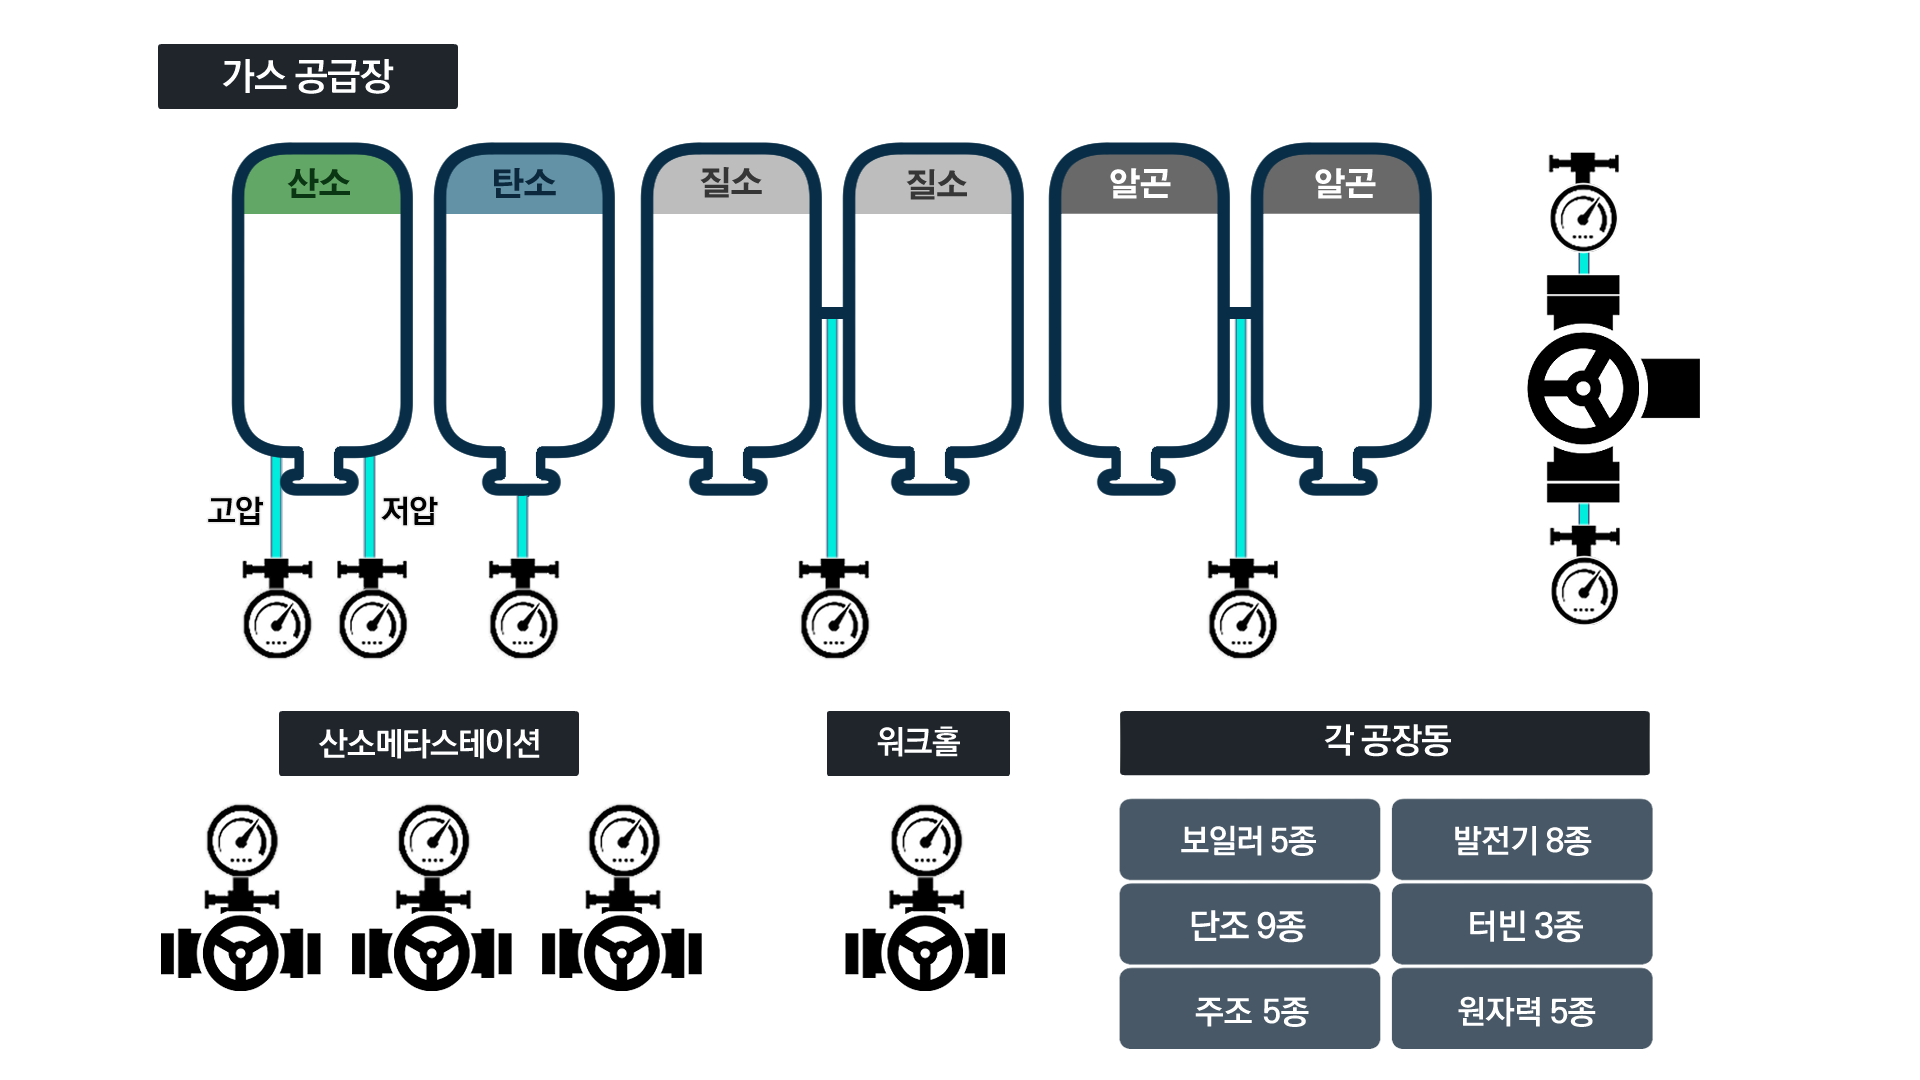 가스 공급장
산소
탄소
질소
질소
알곤
알곤
고압
저압
산소메타스테이션
워크홀
각 공장동
보일러 5종
발전기 8종
단조 9종
터빈 3종
주조 5종
원자력 5종